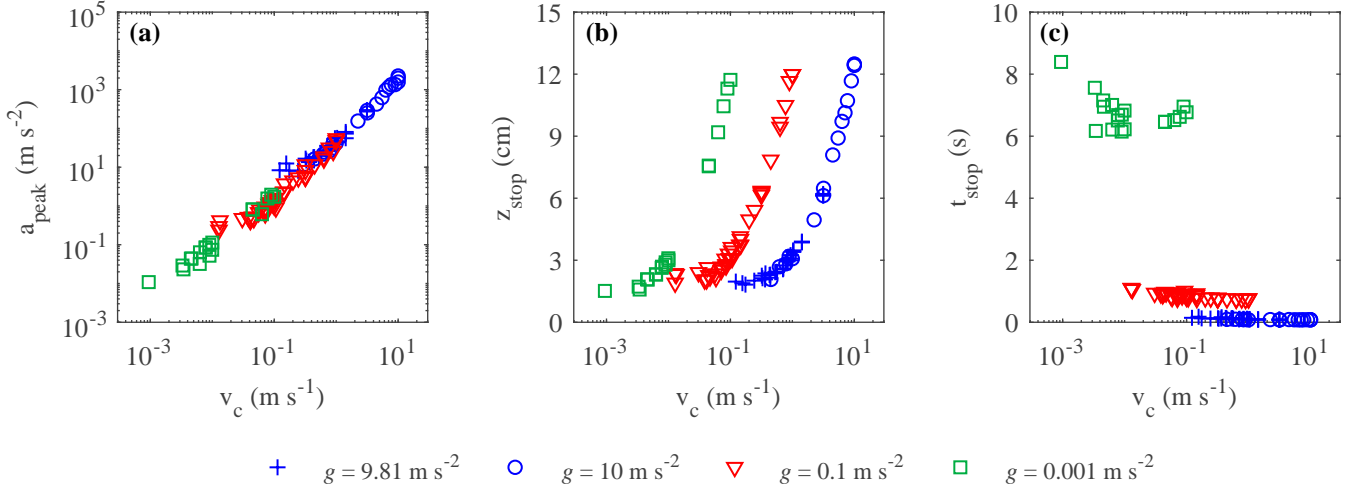 (a)
10^5
10^3
10^1
10^-1
10^-3
a_peak (m s^-2)
10^-3
10^-1
10^1
v_c (m s^-1)
(b)
15
12
9
6
3
0
z_stop (cm)
10^-3
10^-1
10^1
v_c (m s^-1)
(c)
10
8
6
4
2
0
t_stop (s)
10^-3
10^-1
10^1
v_c (m s^-1)
g = 9.81 m s^-2
g = 10 m s^-2
g = 0.1 m s^-2
g = 0.001 m s^-2